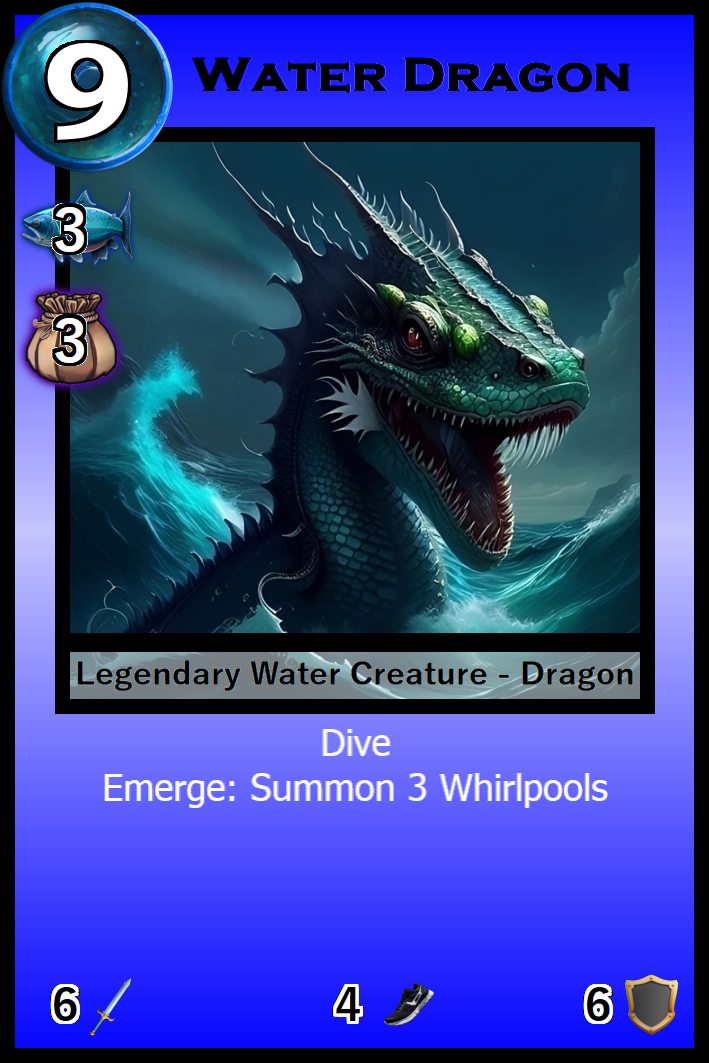 9
Water Dragon
3
3
Legendary Water Creature - Dragon
Dive
Emerge: Summon 3 Whirlpools
6 4 6